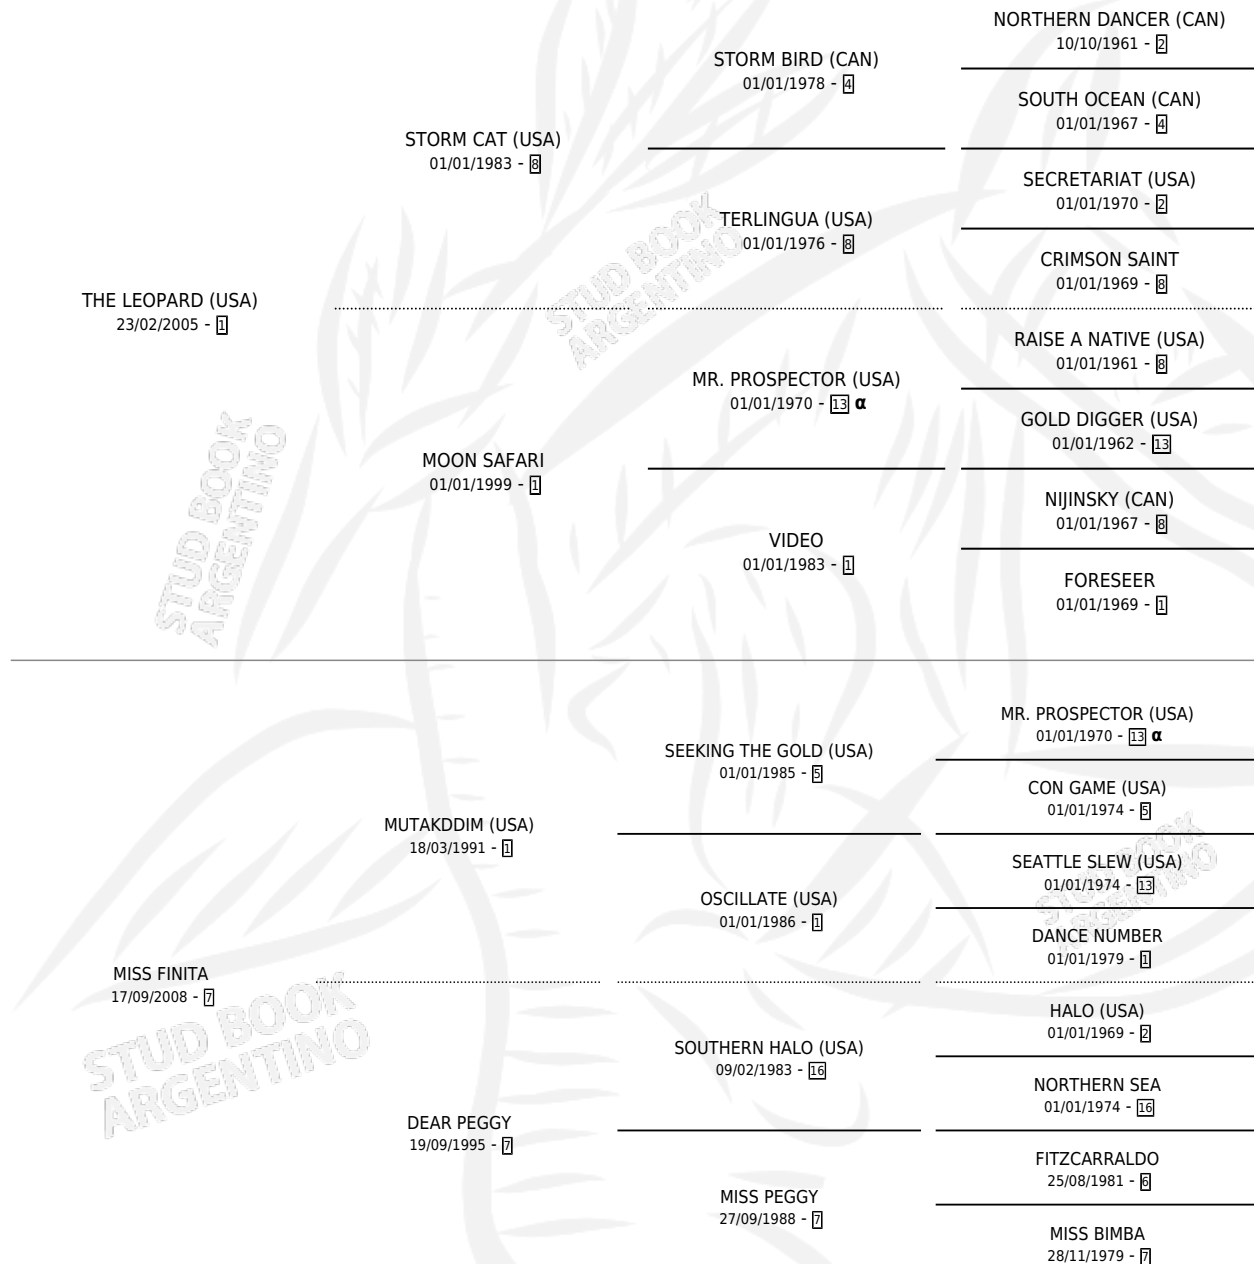 NORTHERN DANCER (CAN)
10/10/1961 - 2
STORM BIRD (CAN)
01/01/1978 - 4
SOUTH OCEAN (CAN)
01/01/1967 - 4
STORM CAT (USA)
01/01/1983 - 8
SECRETARIAT (USA)
01/01/1970 - 2
TERLINGUA (USA)
01/01/1976 - 8
CRIMSON SAINT
01/01/1969 - 8
THE LEOPARD (USA)
23/02/2005 - 1
RAISE A NATIVE (USA)
01/01/1961 - 8
MR. PROSPECTOR (USA)
01/01/1970 - 13 α
GOLD DIGGER (USA)
01/01/1962 - 13
MOON SAFARI
01/01/1999 - 1
NIJINSKY (CAN)
01/01/1967 - 8
VIDEO
01/01/1983 - 1
FORESEER
01/01/1969 - 1
MR. PROSPECTOR (USA)
01/01/1970 - 13 α
SEEKING THE GOLD (USA)
01/01/1985 - 5
CON GAME (USA)
01/01/1974 - 5
MUTAKDDIM (USA)
18/03/1991 - 1
SEATTLE SLEW (USA)
01/01/1974 - 13
OSCILLATE (USA)
01/01/1986 - 1
DANCE NUMBER
01/01/1979 - 1
MISS FINITA
17/09/2008 - 7
HALO (USA)
01/01/1969 - 2
SOUTHERN HALO (USA)
09/02/1983 - 16
NORTHERN SEA
01/01/1974 - 16
DEAR PEGGY
19/09/1995 - 7
FITZCARRALDO
25/08/1981 - 6
MISS PEGGY
27/09/1988 - 7
MISS BIMBA
28/11/1979 - 7
STUD BOOK
ARGENTINO
STUD BOOK
ARGENTINO
STUD BOOK
ARGENTINO
STUD BOOK
ARGENTINO